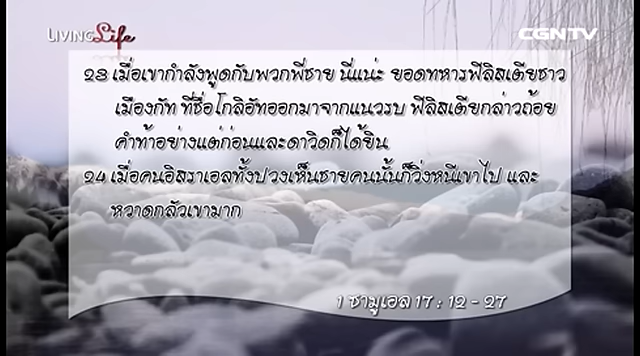 LIVING Life
CGNTV
23 เมื่อเขากำลังพูดกับพวกพี่ชาย นี่แน่ะ ยอดทหารฟีลิสเตียชาว
เมืองกัท ที่ชื่อโกลิอัทออกมาจากแนวรบ ฟีลิสเตียกล่าวถ้อย
คำท้าอย่างแต่ก่อนและดาวิดก็ได้ยิน
24 เมื่อคนอิสราเอลทั้งปวงเห็นชายคนนั้นก็วิ่งหนีเขาไป และ
หวาดกลัวเขามาก
1 ซามูเอล 17 : 12 - 27